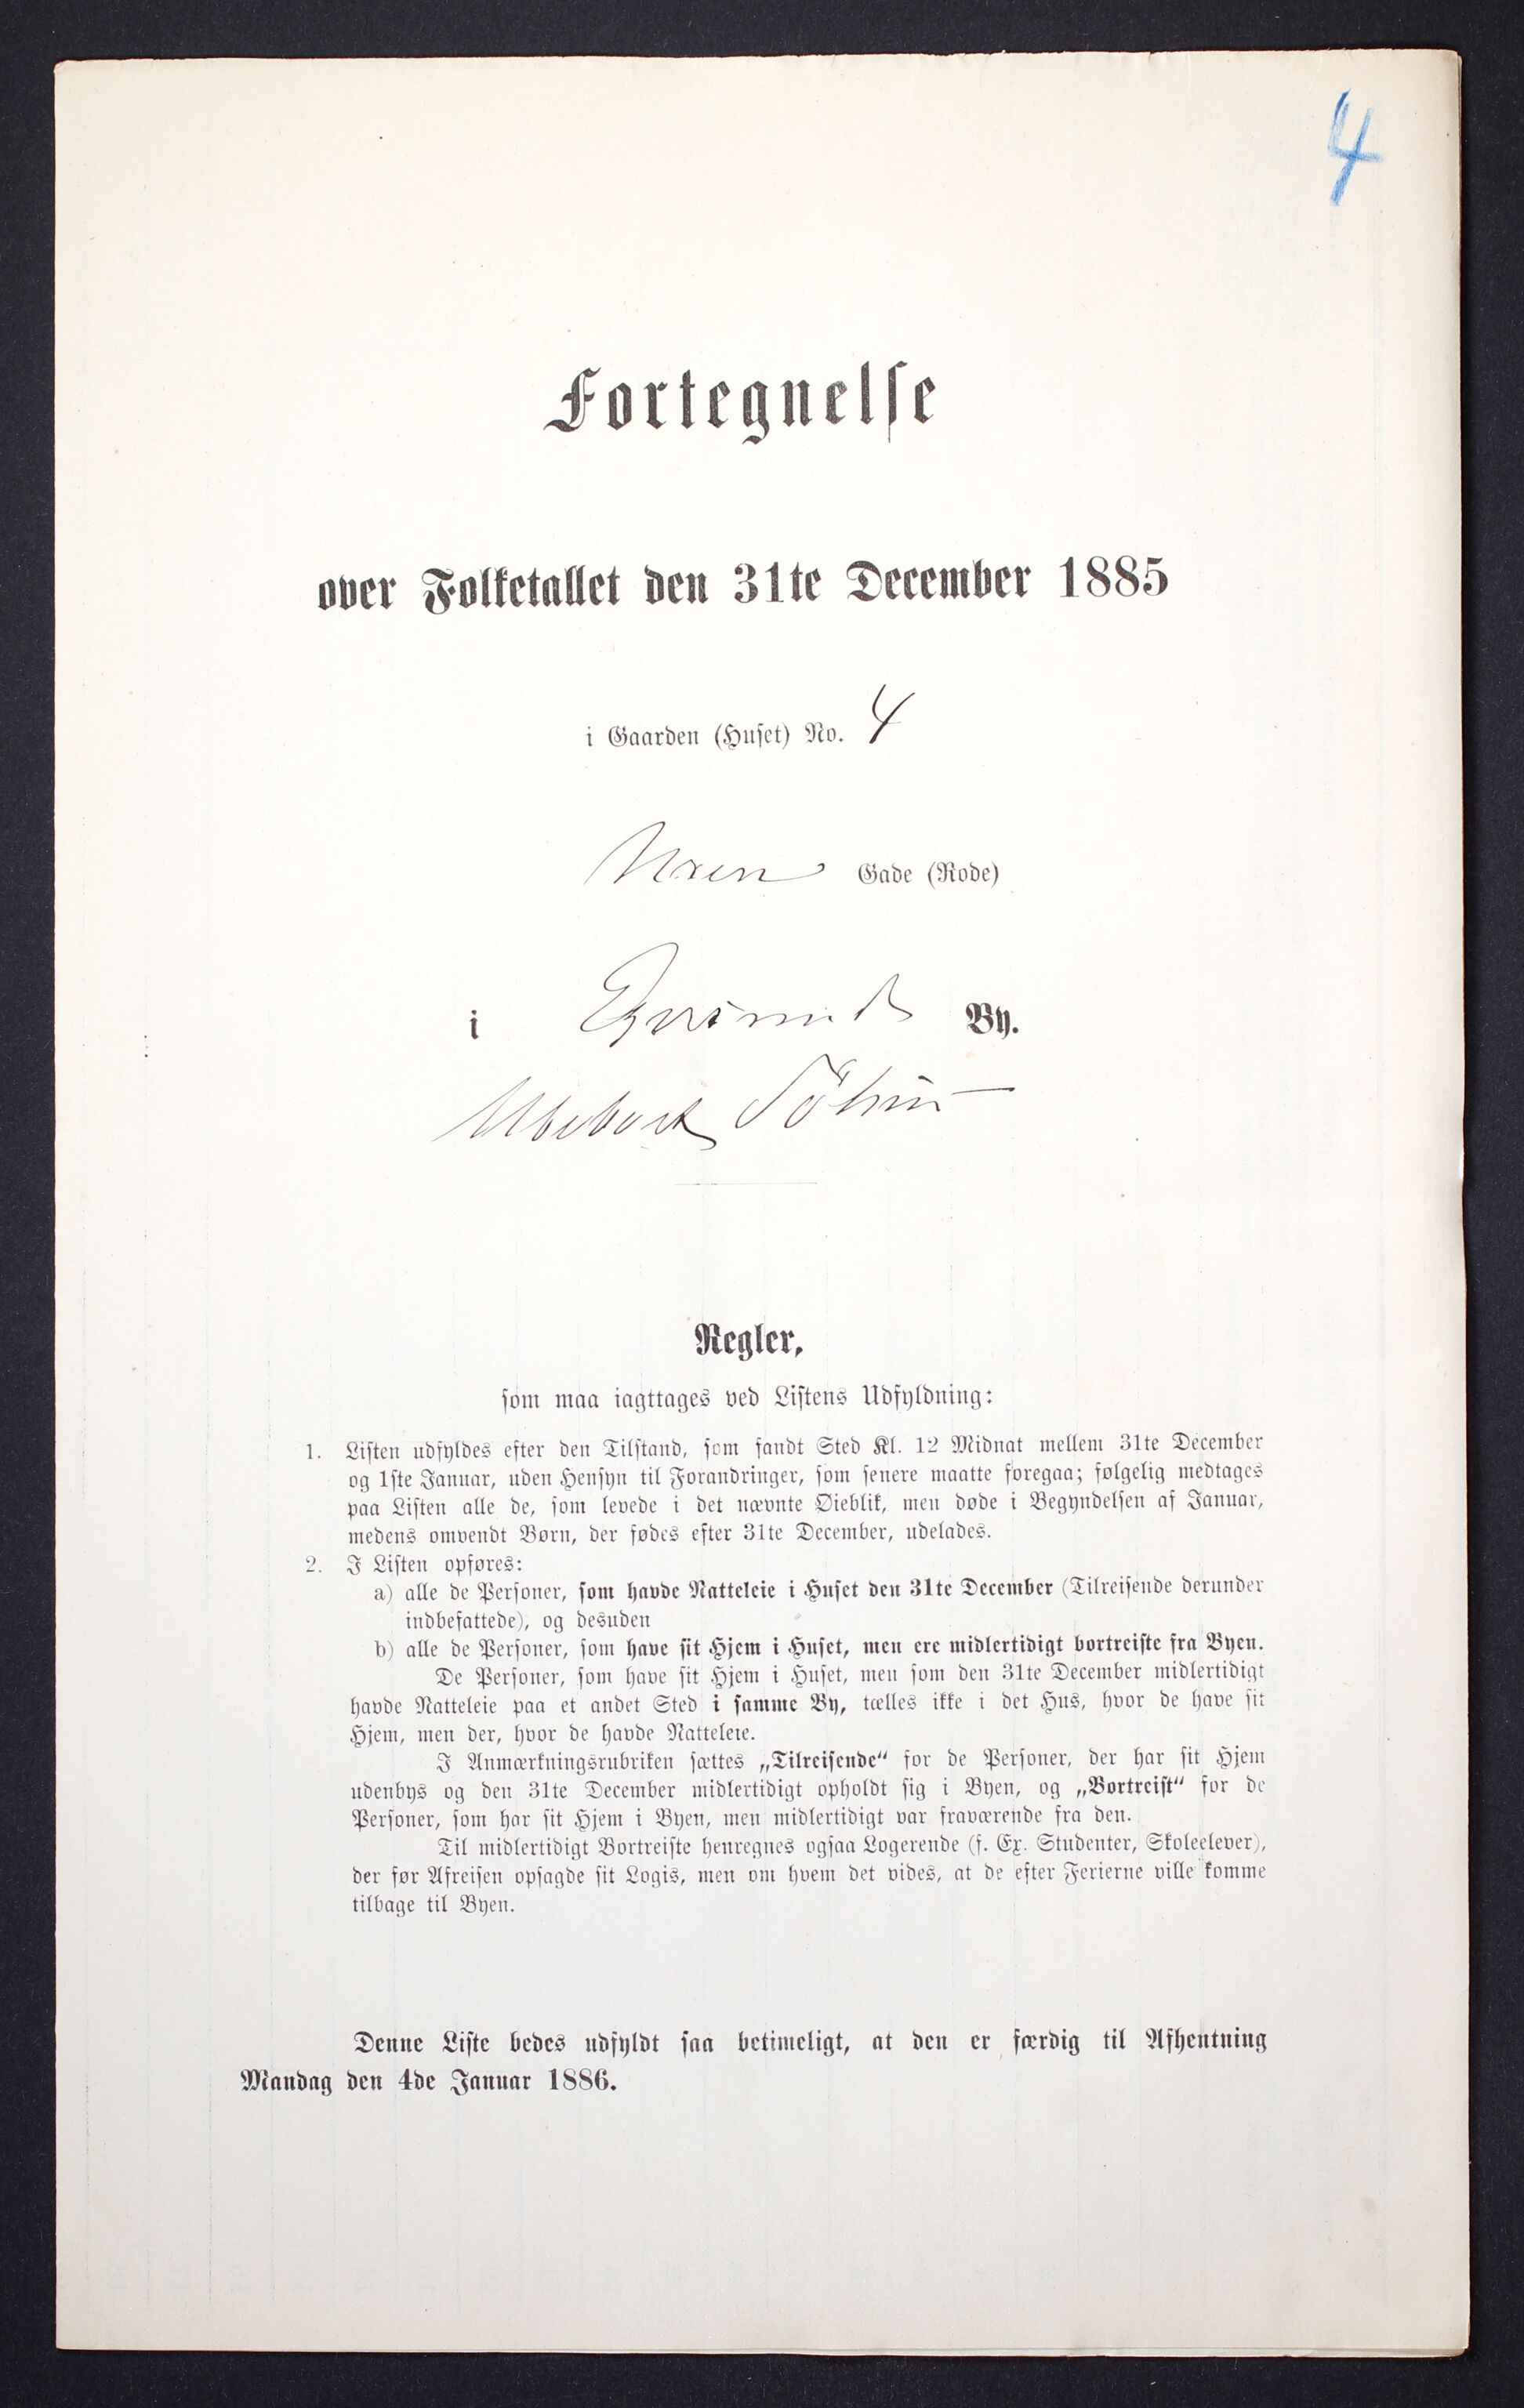 4
Fortegnelse
over Folketallet den 31te December 1885
i Gaarden (Huset) No. 4
Gade (Rode)
i Egersund By.
i Regler,
som maa iagttages ved Listens Udfyldning:
1. Listen udfyldes efter den Tilstand, som fandt Sted Kl. 12 Midnat mellem 31te December
og 1ste Januar, uden Hensyn til Forandringer, som senere maatte foregaa; følgelig medtages
paa Listen alle de, som levede i det nævnte Øieblik, men døde i Begyndelsen af Januar,
medens omvendt Børn, der fødes efter 31te December, udelades.
2. I Listen opføres:
a) alle de Personer, som havde Natteleie i Huset den 31te December (Tilreisende derunder
indbefattede), og desuden
b) alle de Personer, som have sit Hjem i Huset, men ere midlertidigt bortreiste fra Byen.
De Personer, som have sit Hjem i Huset, men som den 31te December midlertidigt
havde Natteleie paa et andet Sted i samme By, tælles ikke i det Hus, hvor de have sit
Hjem, men der, hvor de havde Natteleie.
I Anmærkningsrubriken sættes „Tilreisende“ for de Personer, der har sit Hjem
udenbys og den 31te December midlertidigt opholdt sig i Byen, og „Bortreist“ for de
Personer, som har sit Hjem i Byen, men midlertidigt var fraværende fra den.
Til midlertidigt Bortreiste henregnes ogsaa Logerende (f. Ex. Studenter, Skoleelever),
der før Afreisen opsagde sit Logis, men om hvem det vides, at de efter Ferierne ville komme
tilbage til Byen.
Denne Liste bedes udfyldt saa betimeligt, at den er færdig til Afhentning
Mandag den 4de Januar 1886.